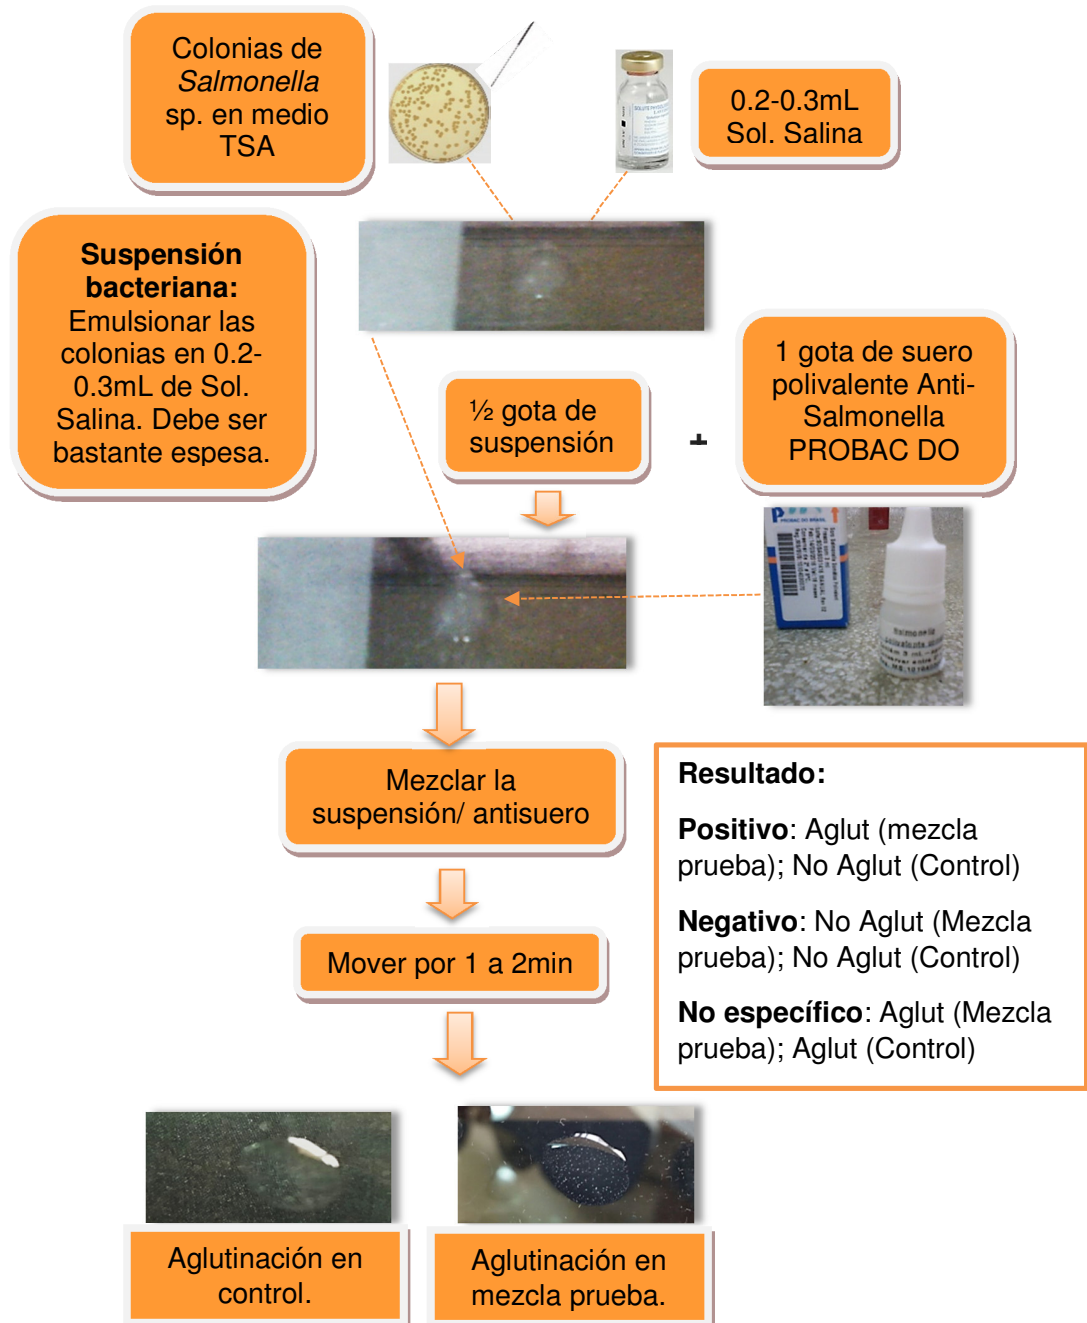 Colonias de
Salmonella
sp. en medio
TSA
0.2-0.3mL
Sol. Salina
Suspensión
bacteriana:
Emulsionar las
colonias en 0.2-
0.3mL de Sol.
Salina. Debe ser
bastante espesa.
½ gota de
suspensión
+
1 gota de suero
polivalente Anti-
Salmonella
PROBAC DO
PROBAC DO BRASIL
Salmonella
Mezclar la
suspensión/ antisuero
Mover por 1 a 2min
Resultado:
Positivo: Aglut (mezcla
prueba); No Aglut (Control)
Negativo: No Aglut (Mezcla
prueba); No Aglut (Control)
No específico: Aglut (Mezcla
prueba); Aglut (Control)
Aglutinación en
control.
Aglutinación en
mezcla prueba.